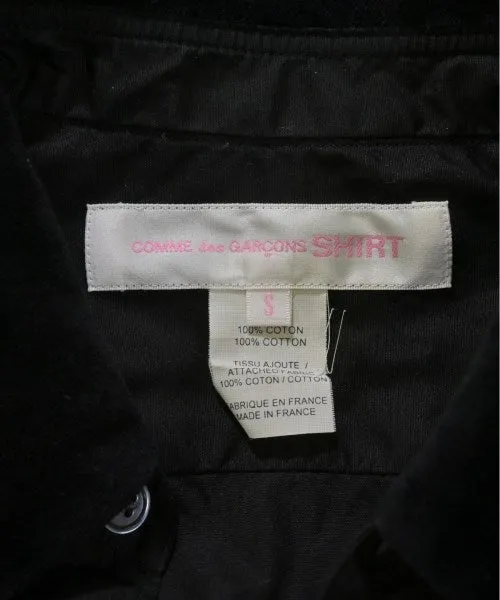 COMME des GARÇONS SHIRT
S
100% COTON
100% COTTON
TISSU AJOUTE /
ATTACHED FABRIC
100% COTON / COTTON
FABRIQUE EN FRANCE
MADE IN FRANCE